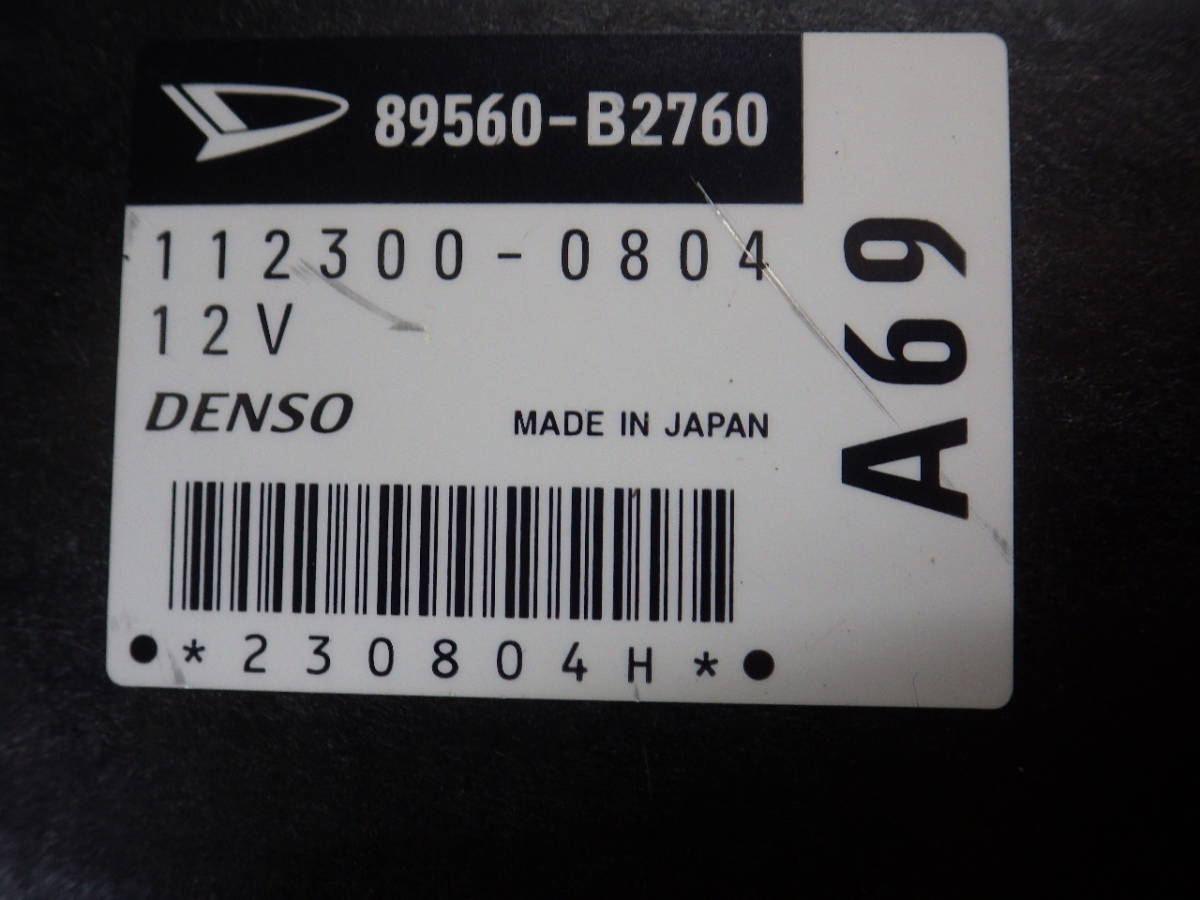 89560-B2760
112300-0804
12V
DENSO MADE IN JAPAN
*230804H*
A69